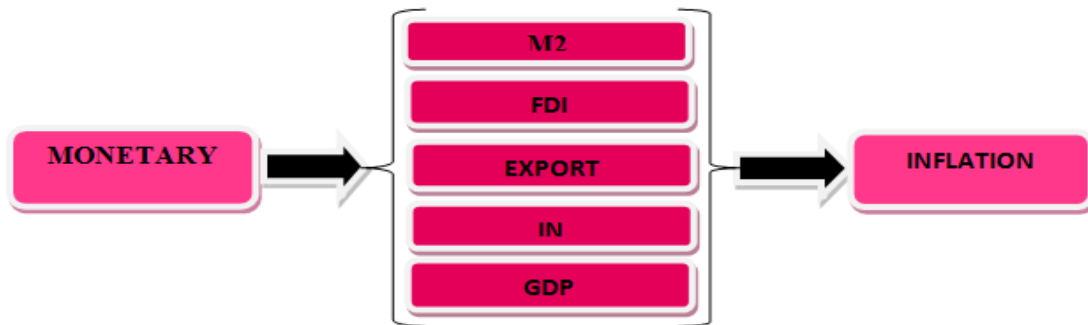 MONETARY
M2
FDI
EXPORT
IN
GDP
INFLATION